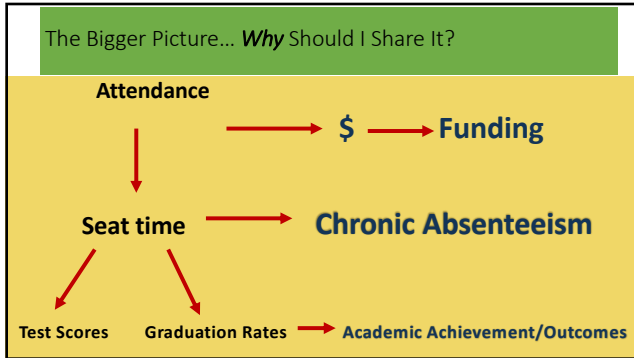 The Bigger Picture… Why Should I Share It?
Attendance
$ Funding
Seat time Chronic Absenteeism
Test Scores Graduation Rates Academic Achievement/Outcomes